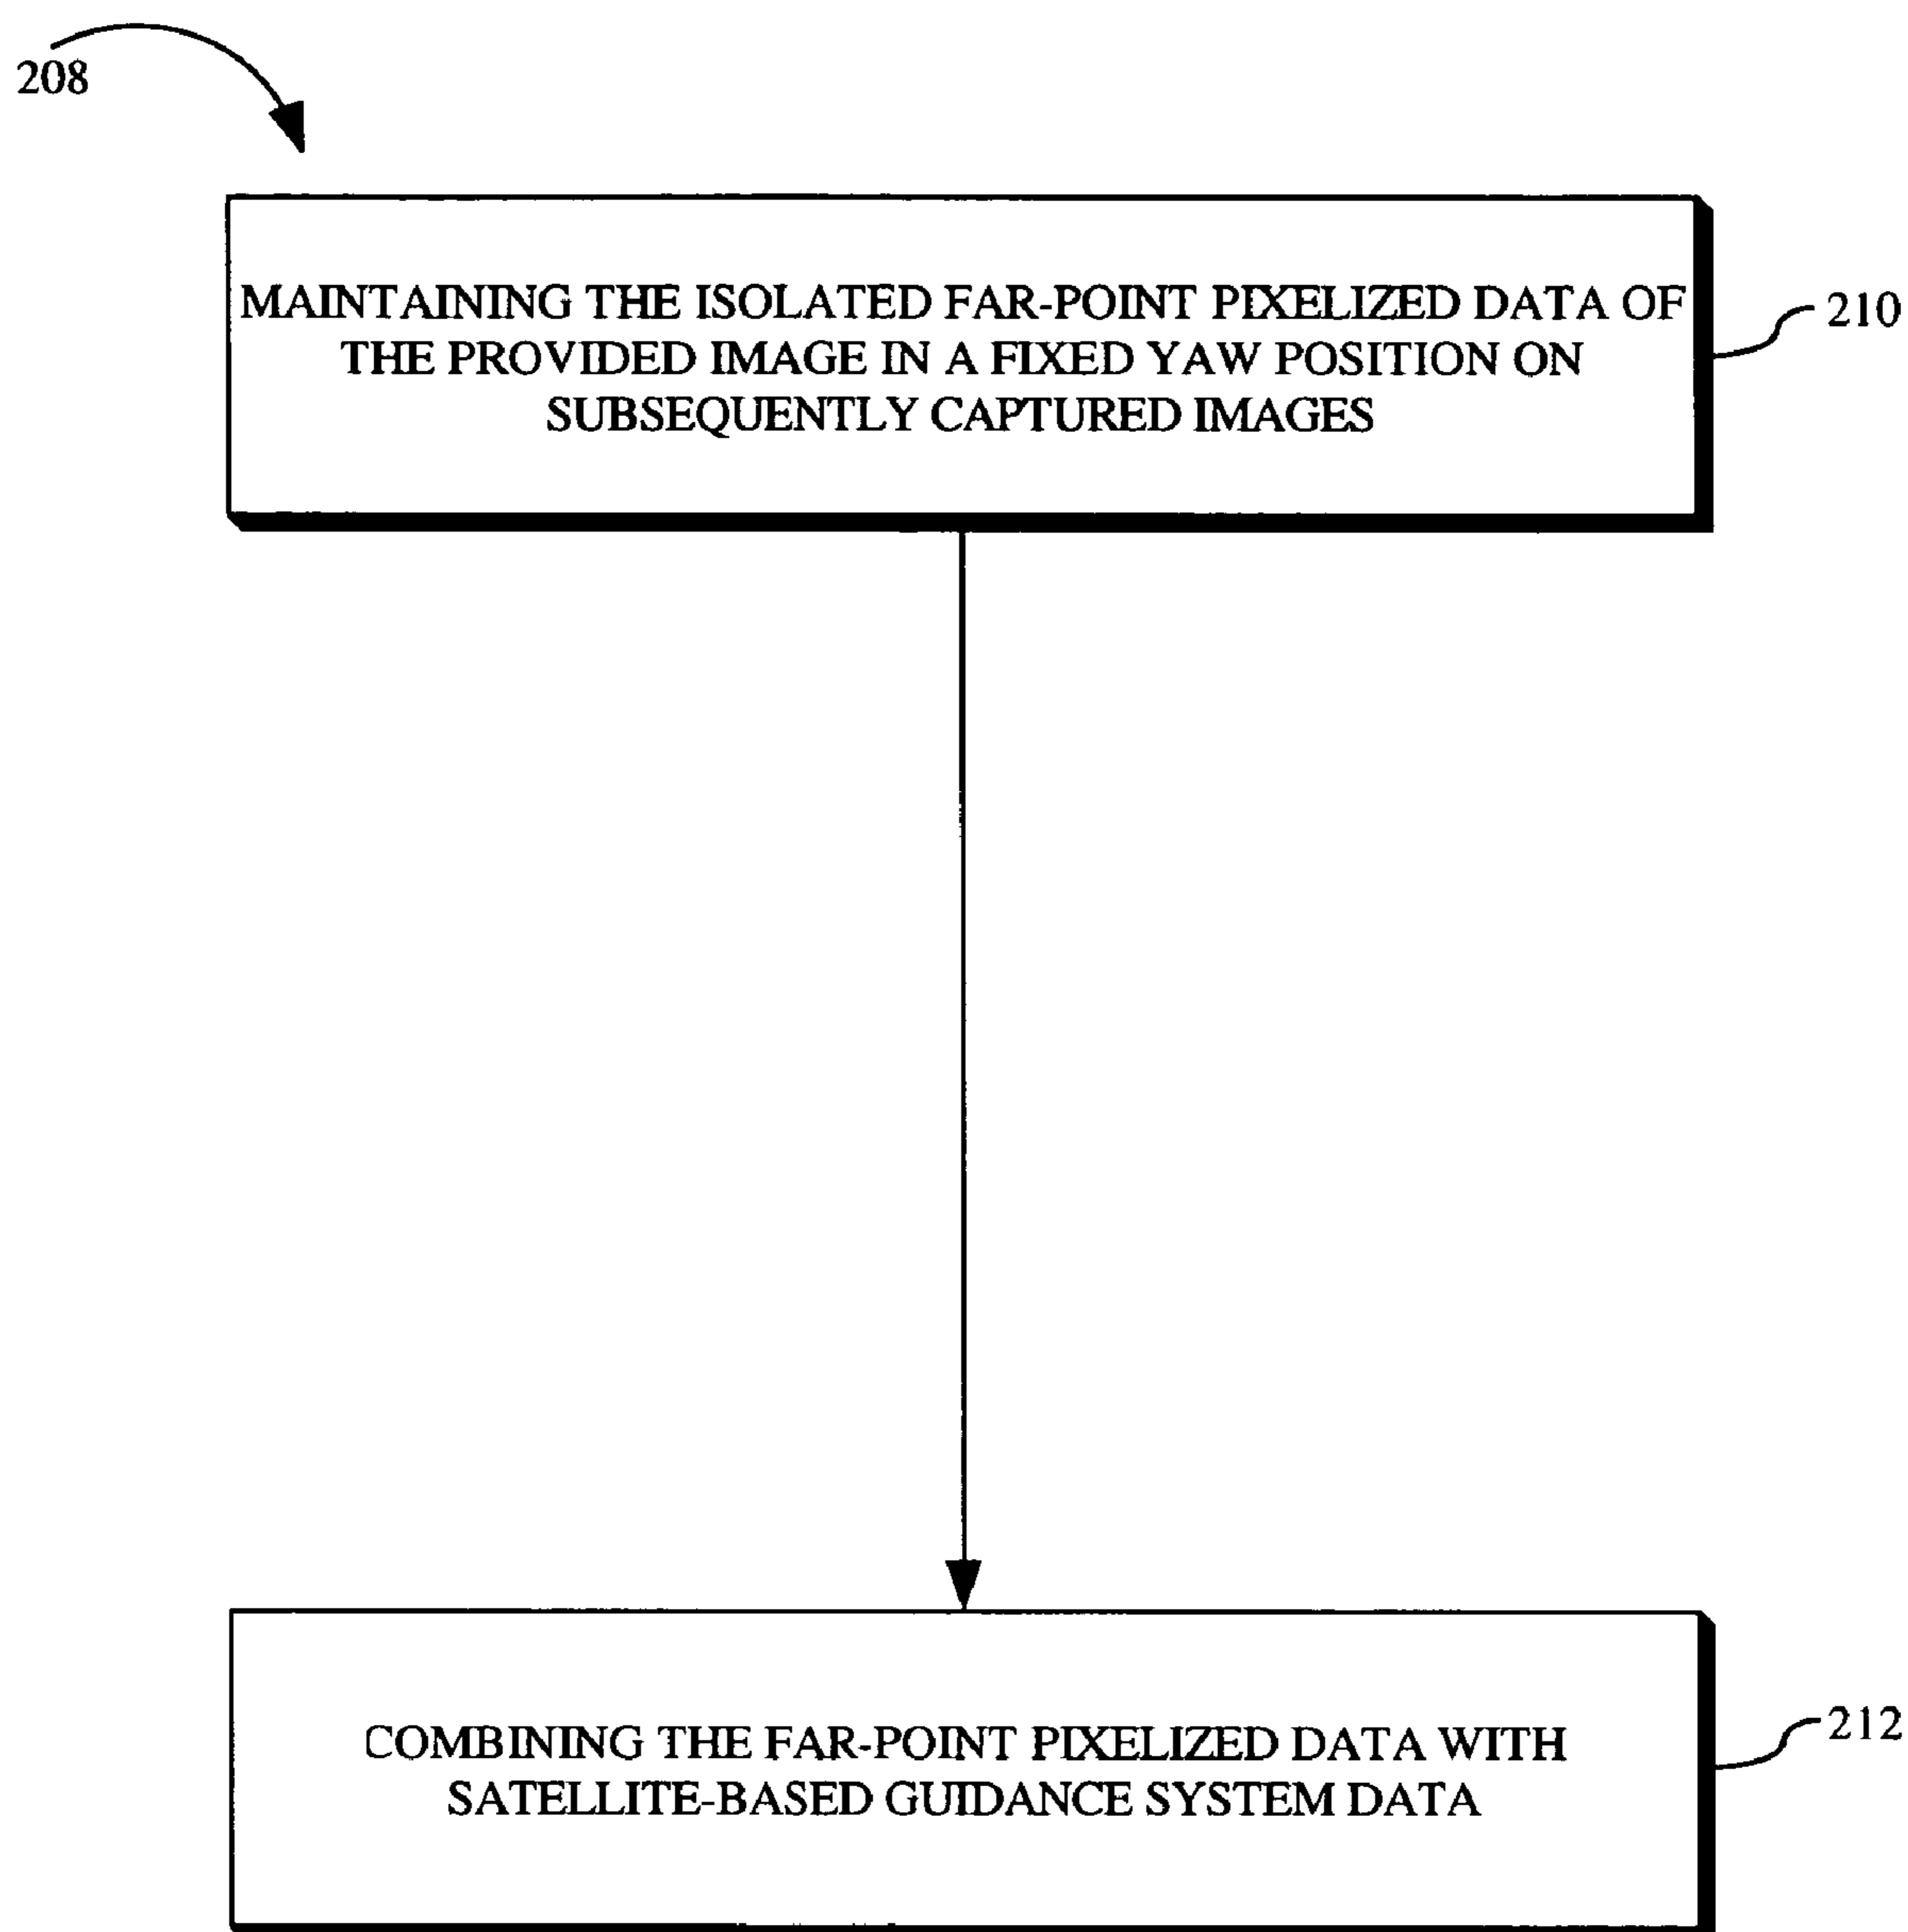 208
MAINTAINING THE ISOLATED FAR-POINT PIXELIZED DATA OF
THE PROVIDED IMAGE IN A FIXED YAW POSITION ON
SUBSEQUENTLY CAPTURED IMAGES
210
COMBINING THE FAR-POINT PIXELIZED DATA WITH
SATELLITE-BASED GUIDANCE SYSTEM DATA
212